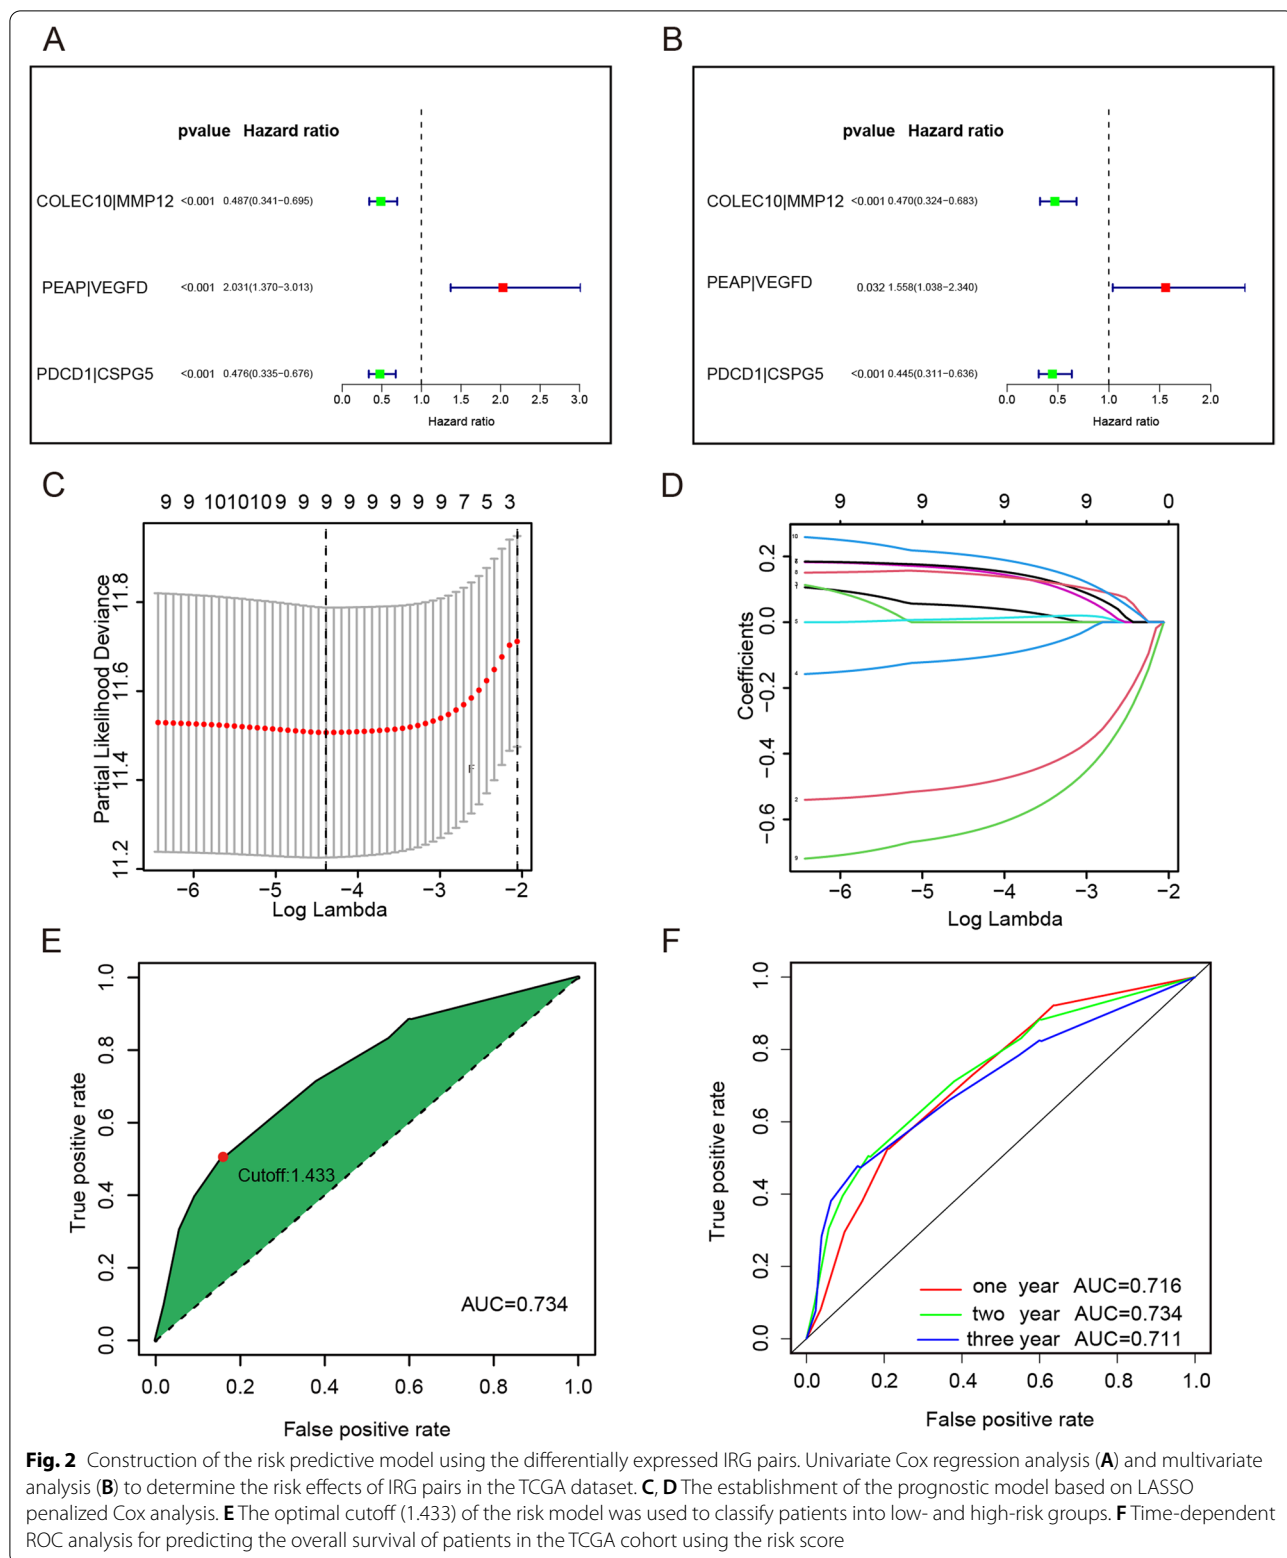 A
pvalue Hazard ratio
COLEC10|MMP12 <0.001 0.487(0.341−0.695)
PEAP|VEGFD <0.001 2.031(1.370−3.013)
PDCD1|CSPG5 <0.001 0.476(0.335−0.676)
0.0 0.5 1.0 1.5 2.0 2.5 3.0
Hazard ratio
B
pvalue Hazard ratio
COLEC10|MMP12 <0.001 0.470(0.324−0.683)
PEAP|VEGFD 0.032 1.558(1.038−2.340)
PDCD1|CSPG5 <0.001 0.445(0.311−0.636)
0.0 0.5 1.0 1.5 2.0
Hazard ratio
C
9 9 10 10 10 9 9 9 9 9 9 9 9 7 5 3
Partial Likelihood Deviance
11.8
11.6
11.4
11.2
F
−6 −5 −4 −3 −2
Log Lambda
D
9 9 9 9 0
Coefficients
0.2
0.0
−0.2
−0.4
−0.6
10
8
5
4
2
9
−6 −5 −4 −3 −2
Log Lambda
E
True positive rate
1.0
0.8
0.6
0.4
0.2
0.0
Cutoff:1.433
AUC=0.734
0.0 0.2 0.4 0.6 0.8 1.0
False positive rate
F
True positive rate
1.0
0.8
0.6
0.4
0.2
0.0
one year AUC=0.716
two year AUC=0.734
three year AUC=0.711
0.0 0.2 0.4 0.6 0.8 1.0
False positive rate
Fig. 2 Construction of the risk predictive model using the differentially expressed IRG pairs. Univariate Cox regression analysis (A) and multivariate
analysis (B) to determine the risk effects of IRG pairs in the TCGA dataset. C, D The establishment of the prognostic model based on LASSO
penalized Cox analysis. E The optimal cutoff (1.433) of the risk model was used to classify patients into low- and high-risk groups. F Time-dependent
ROC analysis for predicting the overall survival of patients in the TCGA cohort using the risk score